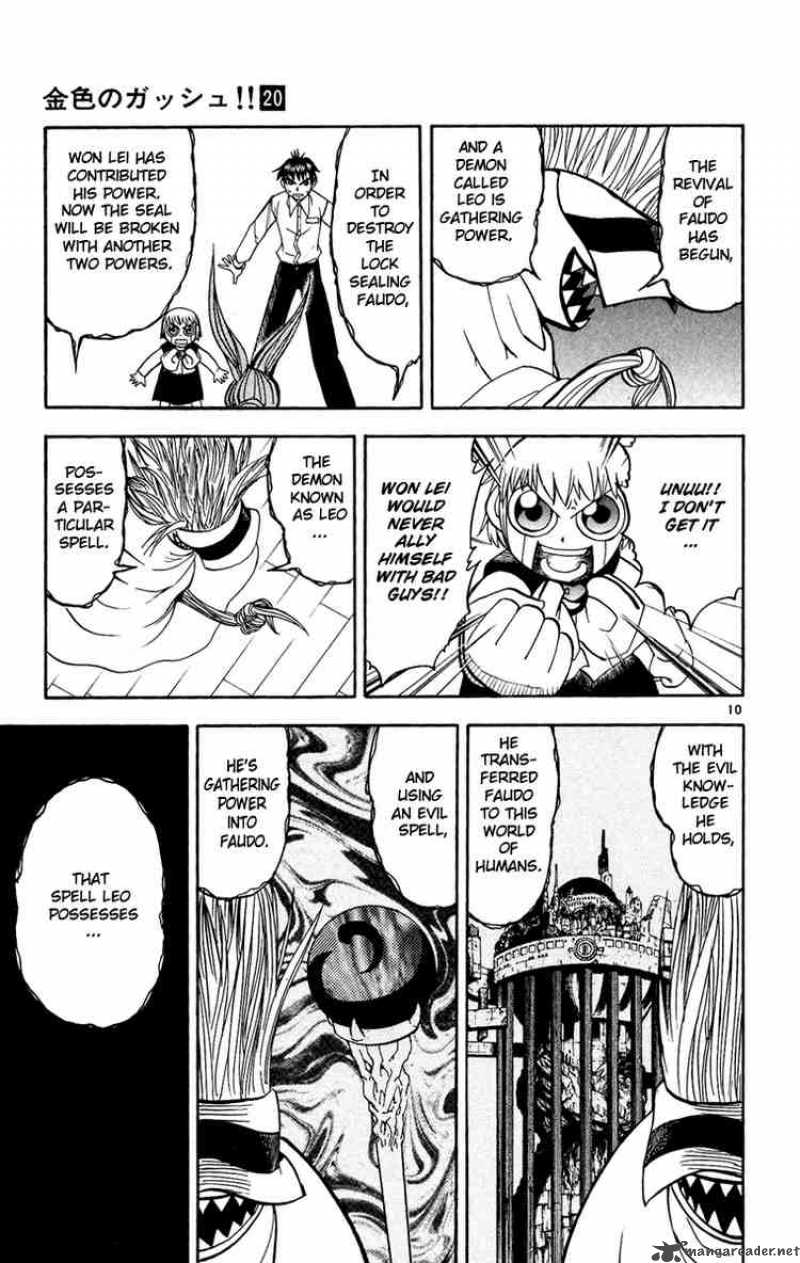 金色のガッシュ!! 20
THE
REVIVAL
OF
FAUDO
HAS
BEGUN,
AND A
DEMON
CALLED
LEO IS
GATHERING
POWER,
IN
ORDER
TO
DESTROY
THE
LOCK
SEALING
FAUDO,
WON LEI HAS
CONTRIBUTED
HIS POWER,
NOW THE SEAL
WILL BE BROKEN
WITH ANOTHER
TWO POWERS.
UNUU!!
I DON'T
GET IT
...
WON LEI
WOULD
NEVER
ALLY
HIMSELF
WITH BAD
GUYS!!
THE
DEMON
KNOWN
AS LEO
...
POS-
SESSES
A PAR-
TICULAR
SPELL.
10
WITH
THE EVIL
KNOW-
LEDGE
HE
HOLDS,
HE
TRANS-
FERRED
FAUDO
TO THIS
WORLD
OF
HUMANS.
AND
USING
AN EVIL
SPELL,
HE'S
GATHERING
POWER
INTO
FAUDO.
THAT
SPELL LEO
POSSESSES
...
mangareader.net